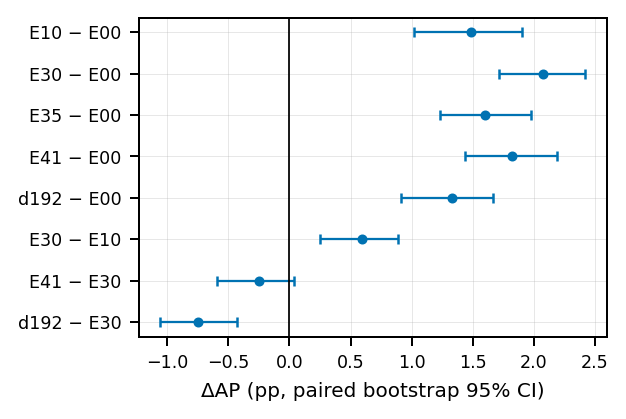 E10 − E00
E30 − E00
E35 − E00
E41 − E00
d192 − E00
E30 − E10
E41 − E30
d192 − E30
−1.0 −0.5 0.0 0.5 1.0 1.5 2.0 2.5
ΔAP (pp, paired bootstrap 95% CI)